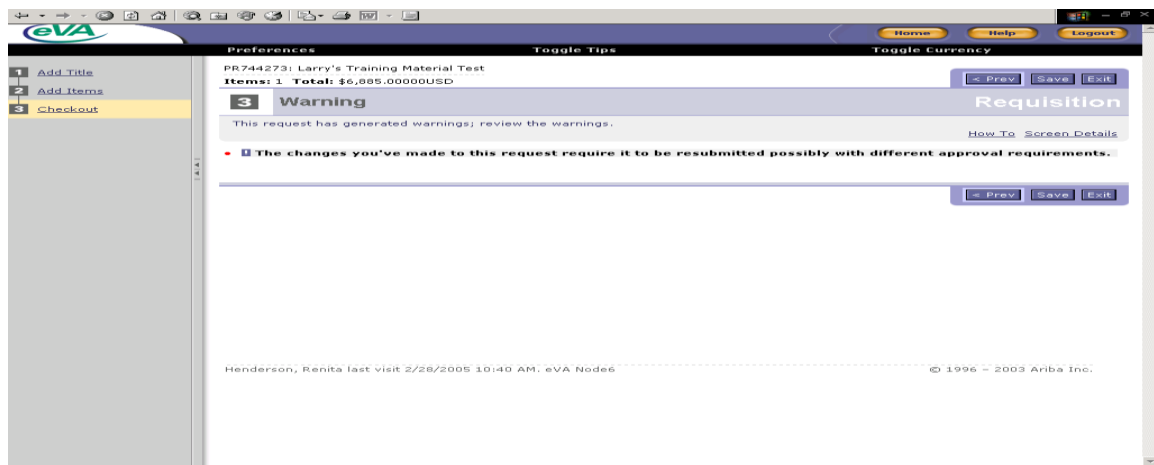 eVA
Home Help Logout
Preferences Toggle Tips Toggle Currency
1 Add Title
2 Add Items
3 Checkout
PR744273: Larry's Training Material Test
Items: 1 Total: $6,885.00000USD
< Prev Save Exit
3 Warning Requisition
This request has generated warnings; review the warnings.
How To Screen Details
The changes you've made to this request require it to be resubmitted possibly with different approval requirements.
< Prev Save Exit
Henderson, Renita last visit 2/28/2005 10:40 AM, eVA Node6 © 1996 – 2003 Ariba Inc.